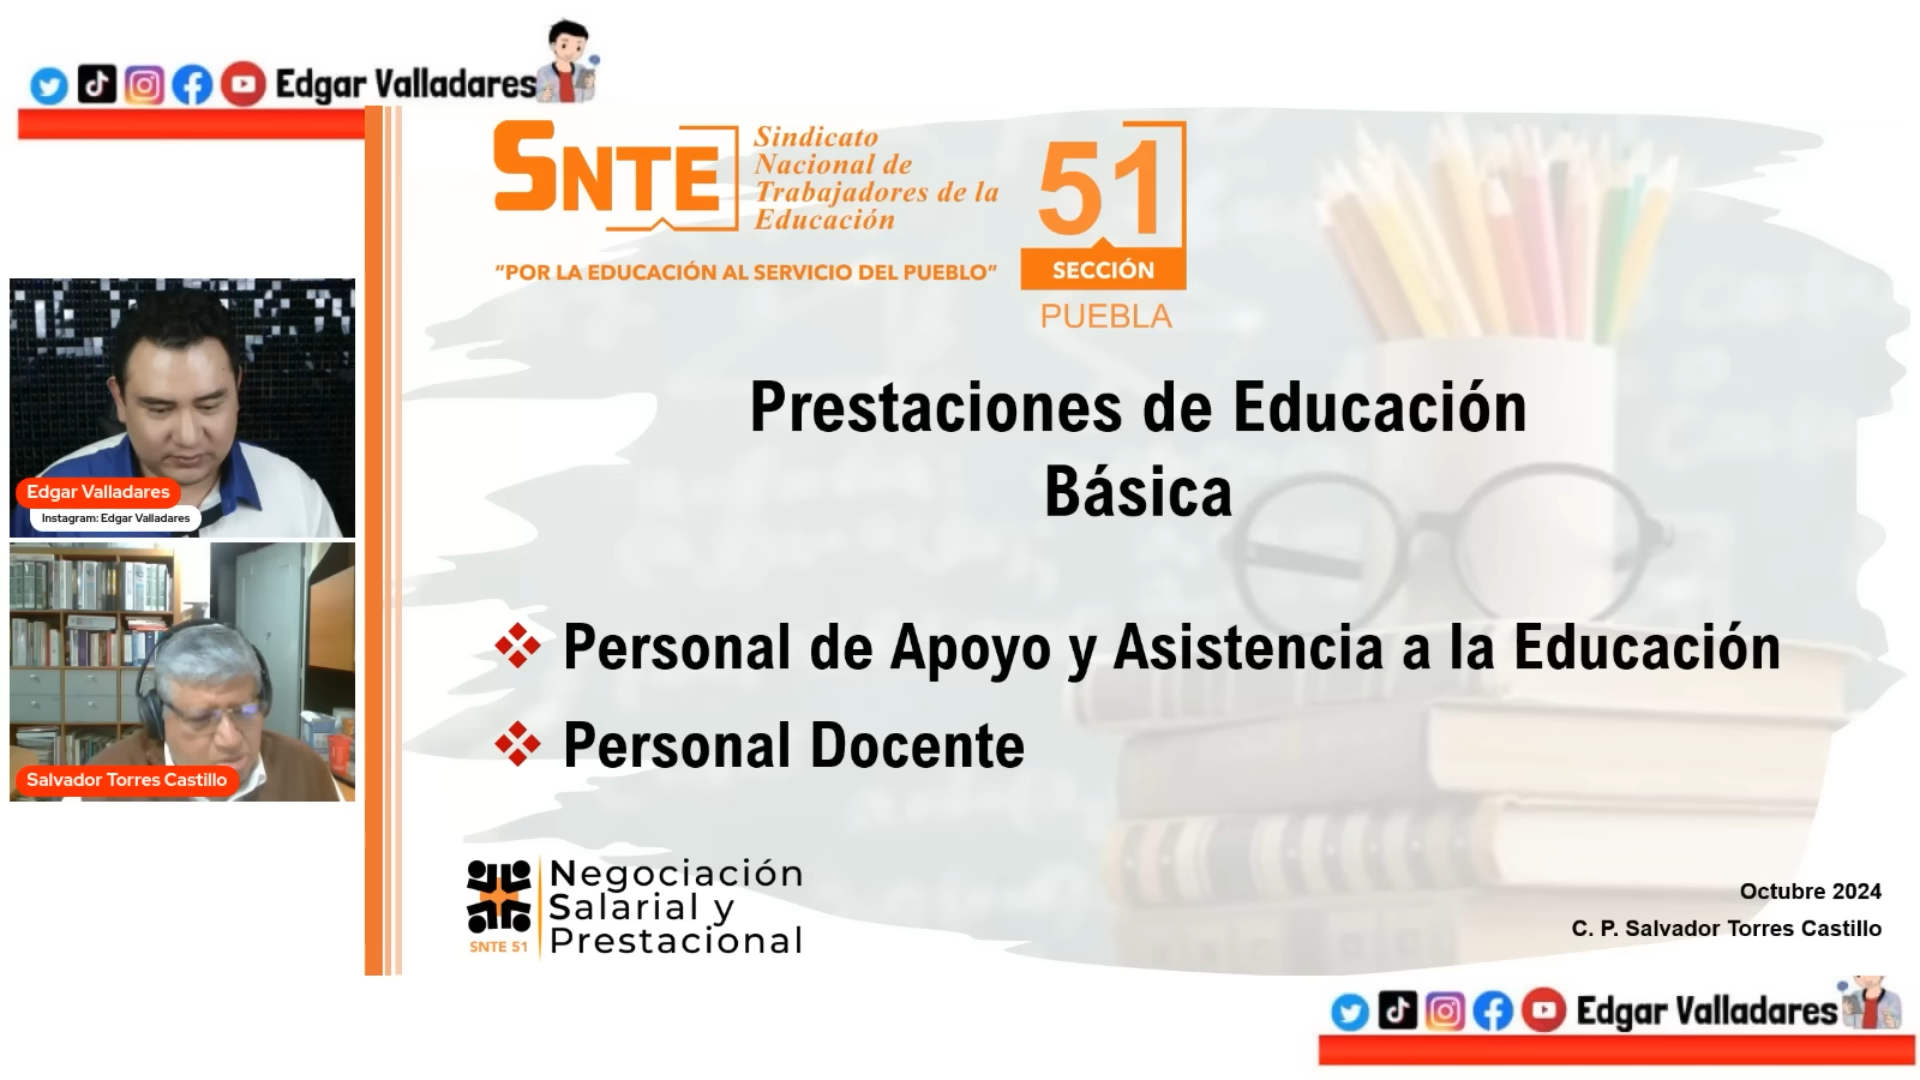 Edgar Valladares
SNTE
Sindicato
Nacional de
Trabajadores de la
Educación
"POR LA EDUCACIÓN AL SERVICIO DEL PUEBLO"
51
SECCIÓN
PUEBLA
Prestaciones de Educación
Básica
Personal de Apoyo y Asistencia a la Educación
Personal Docente
Edgar Valladares
Instagram: Edgar Valladares
Salvador Torres Castillo
Negociación
Salarial y
Prestacional
SNTE 51
Octubre 2024
C. P. Salvador Torres Castillo
Edgar Valladares